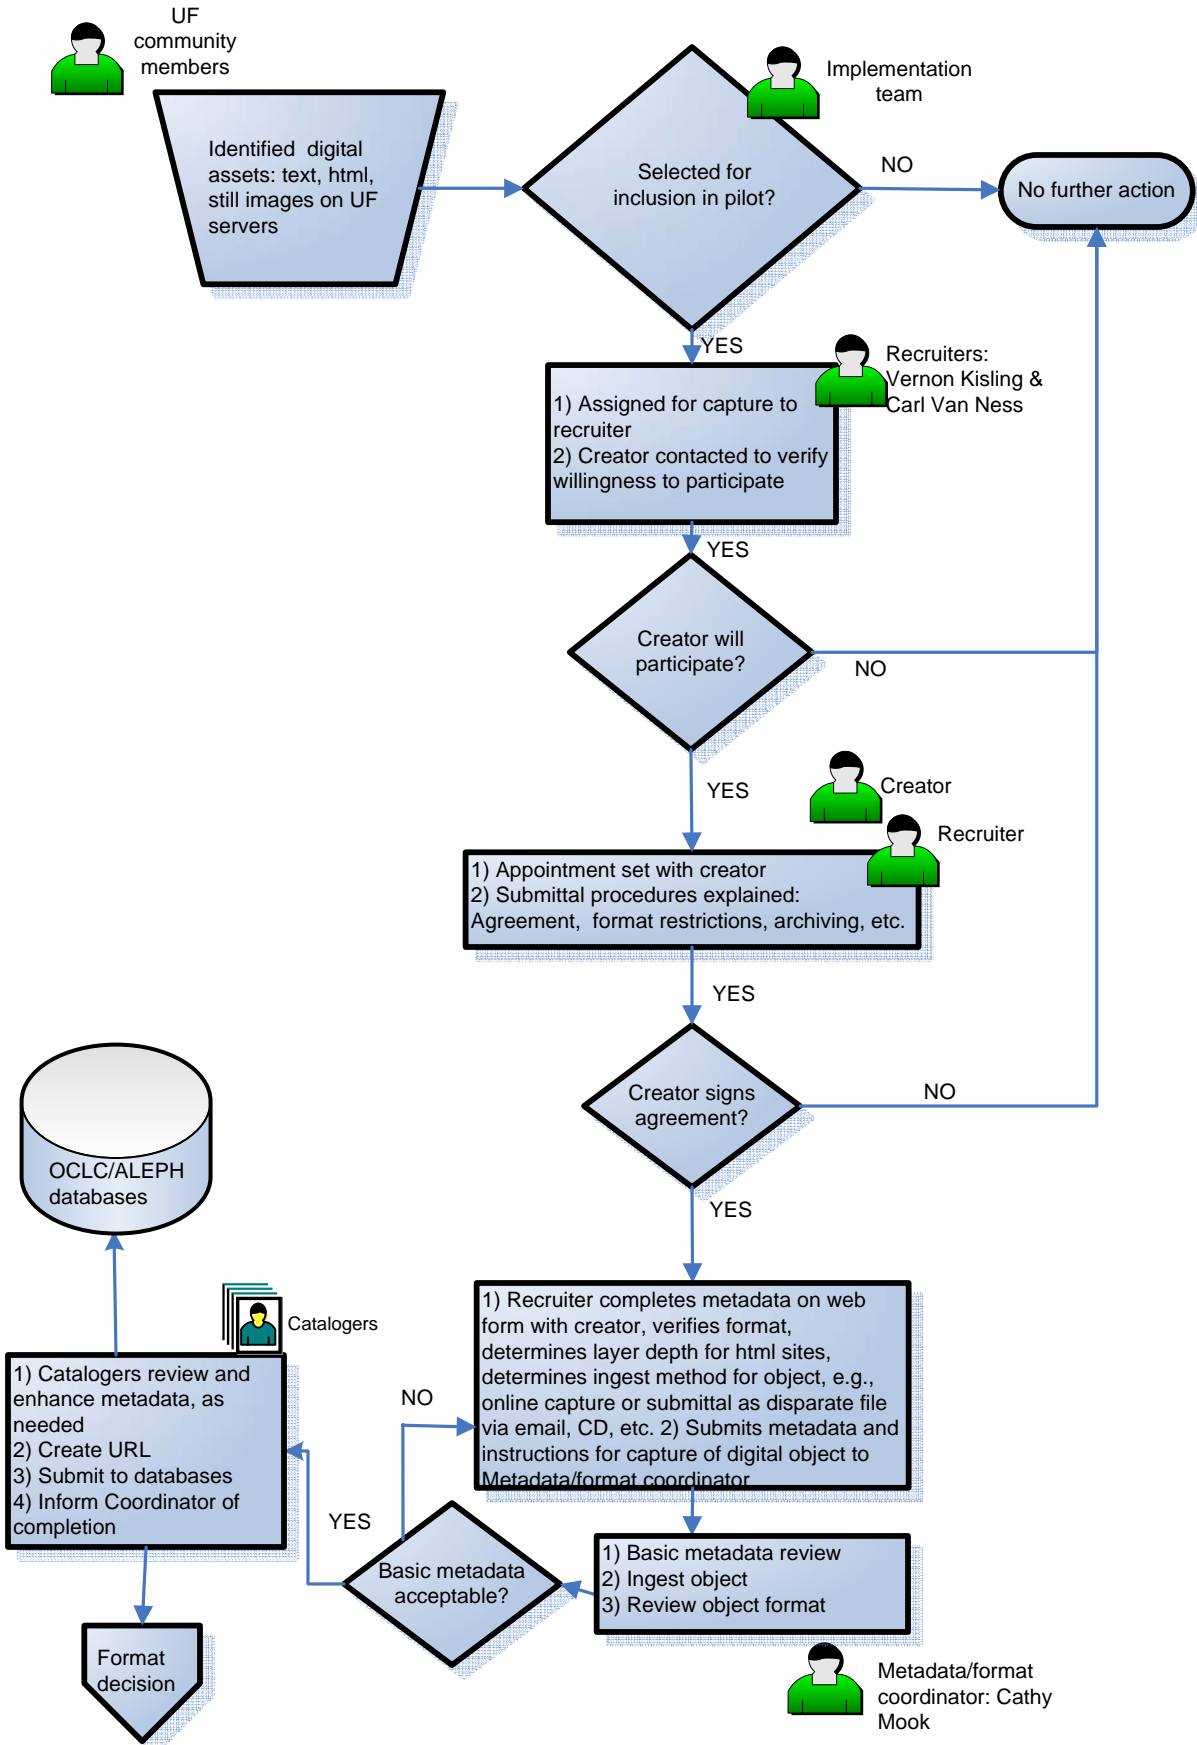 UF
community
members
Identified  digital
assets: text, html,
still images on UF
servers
Implementation
team
Selected for
inclusion in pilot?
NO
No further action
YES
Recruiters:
Vernon Kisling &
Carl Van Ness
1) Assigned for capture to
recruiter
2) Creator contacted to verify
willingness to participate
YES
Creator will
participate?
NO
YES
Creator
Recruiter
1) Appointment set with creator
2) Submittal procedures explained:
Agreement,  format restrictions, archiving, etc.
YES
Creator signs
agreement?
NO
YES
OCLC/ALEPH
databases
Catalogers
1) Catalogers review and
enhance metadata, as
needed
2) Create URL
3) Submit to databases
4) Inform Coordinator of
completion
1) Recruiter completes metadata on web
form with creator, verifies format,
determines layer depth for html sites,
determines ingest method for object, e.g.,
online capture or submittal as disparate file
via email, CD, etc. 2) Submits metadata and
instructions for capture of digital object to
Metadata/format coordinator
NO
YES
Basic metadata
acceptable?
1) Basic metadata review
2) Ingest object
3) Review object format
Format
decision
Metadata/format
coordinator: Cathy
Mook